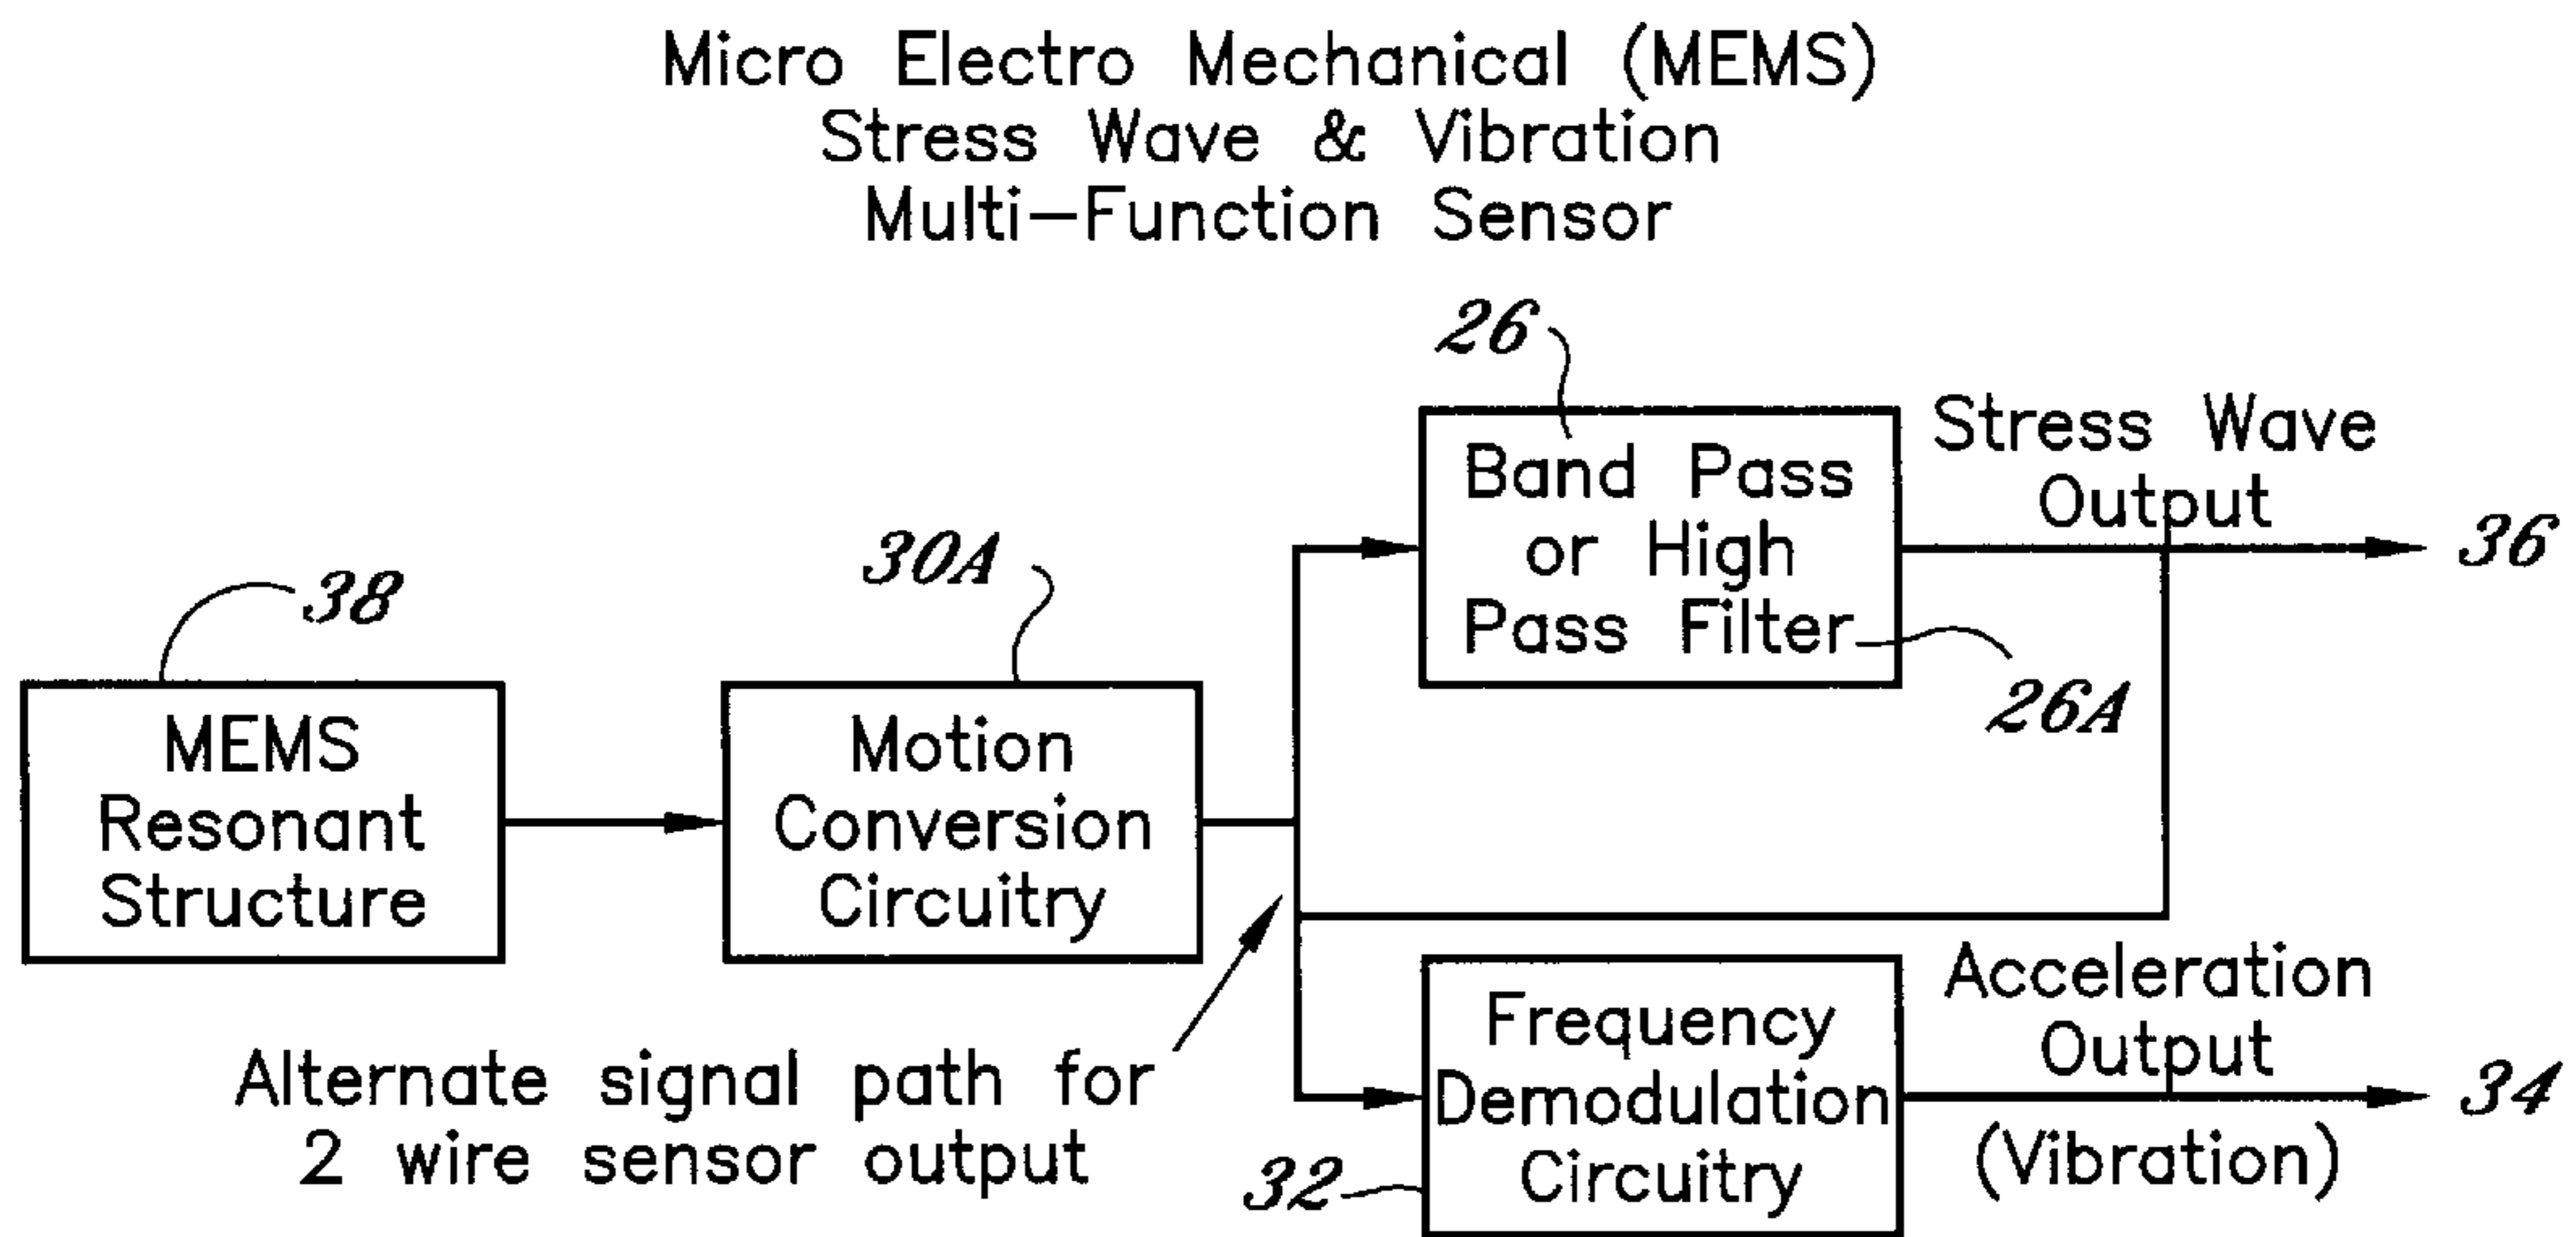 Micro Electro Mechanical (MEMS)
Stress Wave & Vibration
Multi-Function Sensor
26
Band Pass
or High
Pass Filter
26A
Stress Wave
Output
36
38
MEMS
Resonant
Structure
30A
Motion
Conversion
Circuitry
Alternate signal path for
2 wire sensor output
32
Frequency
Demodulation
Circuitry
Acceleration
Output
(Vibration)
34